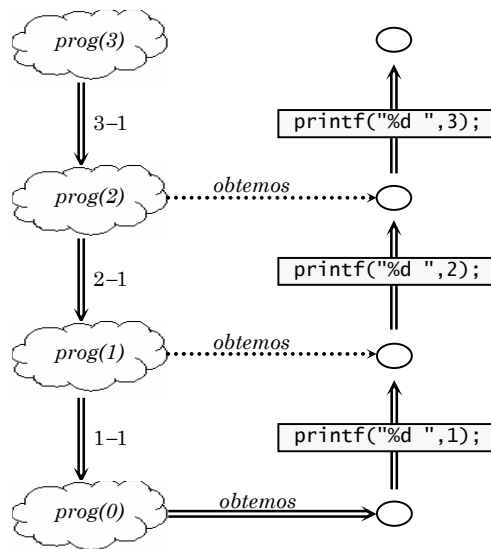 prog(3)
3–1
printf("%d ",3);
prog(2)
obtemos
2–1
printf("%d ",2);
prog(1)
obtemos
1–1
printf("%d ",1);
prog(0)
obtemos